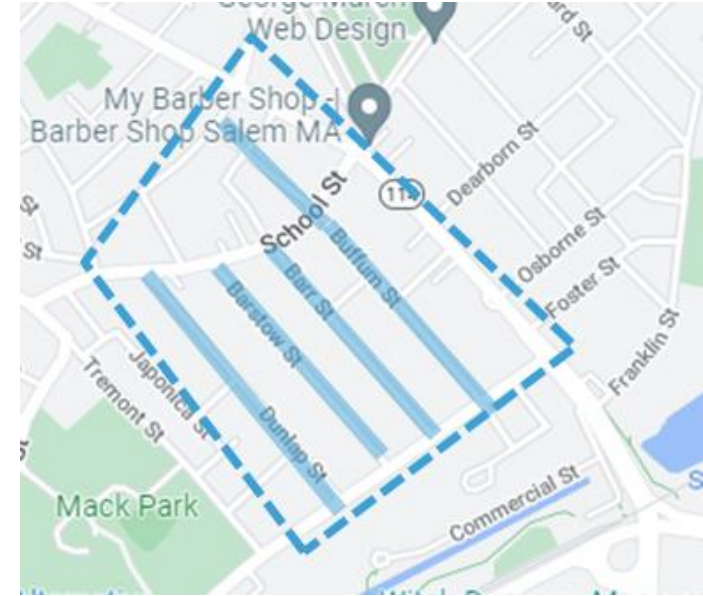 Web Design
My Barber Shop -
Barber Shop Salem MA
School St
114
Dearborn St
Osborne St
Foster St
Franklin St
Buffum St
Barr St
Barstow St
Dunlap St
Japonica St
Tremont St
Mack Park
Commercial St
St